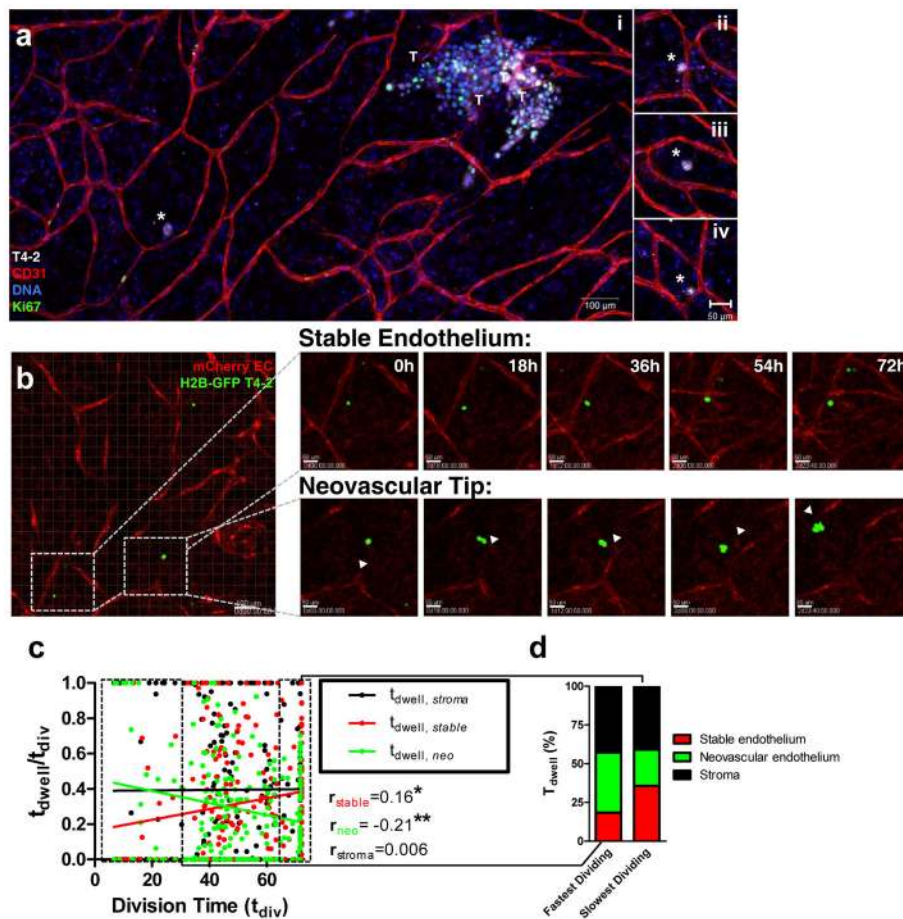 a
i
ii
iii
iv
T
T
T
*
*
*
*
T4-2
CD31
DNA
Ki67
100 µm
50 µm
b
mCherry EC
H2B-GFP T4-2
Stable Endothelium:
0h
18h
36h
54h
72h
Neovascular Tip:
c
t_dwell/t_div
1.0
0.8
0.6
0.4
0.2
0.0
0
20
40
60
Division Time (t_div)
t_dwell, stroma
t_dwell, stable
t_dwell, neo
r_stable=0.16*
r_neo= -0.21**
r_stroma=0.006
d
T_dwell (%)
100
75
50
25
0
Fastest Dividing
Slowest Dividing
Stable endothelium
Neovascular endothelium
Stroma